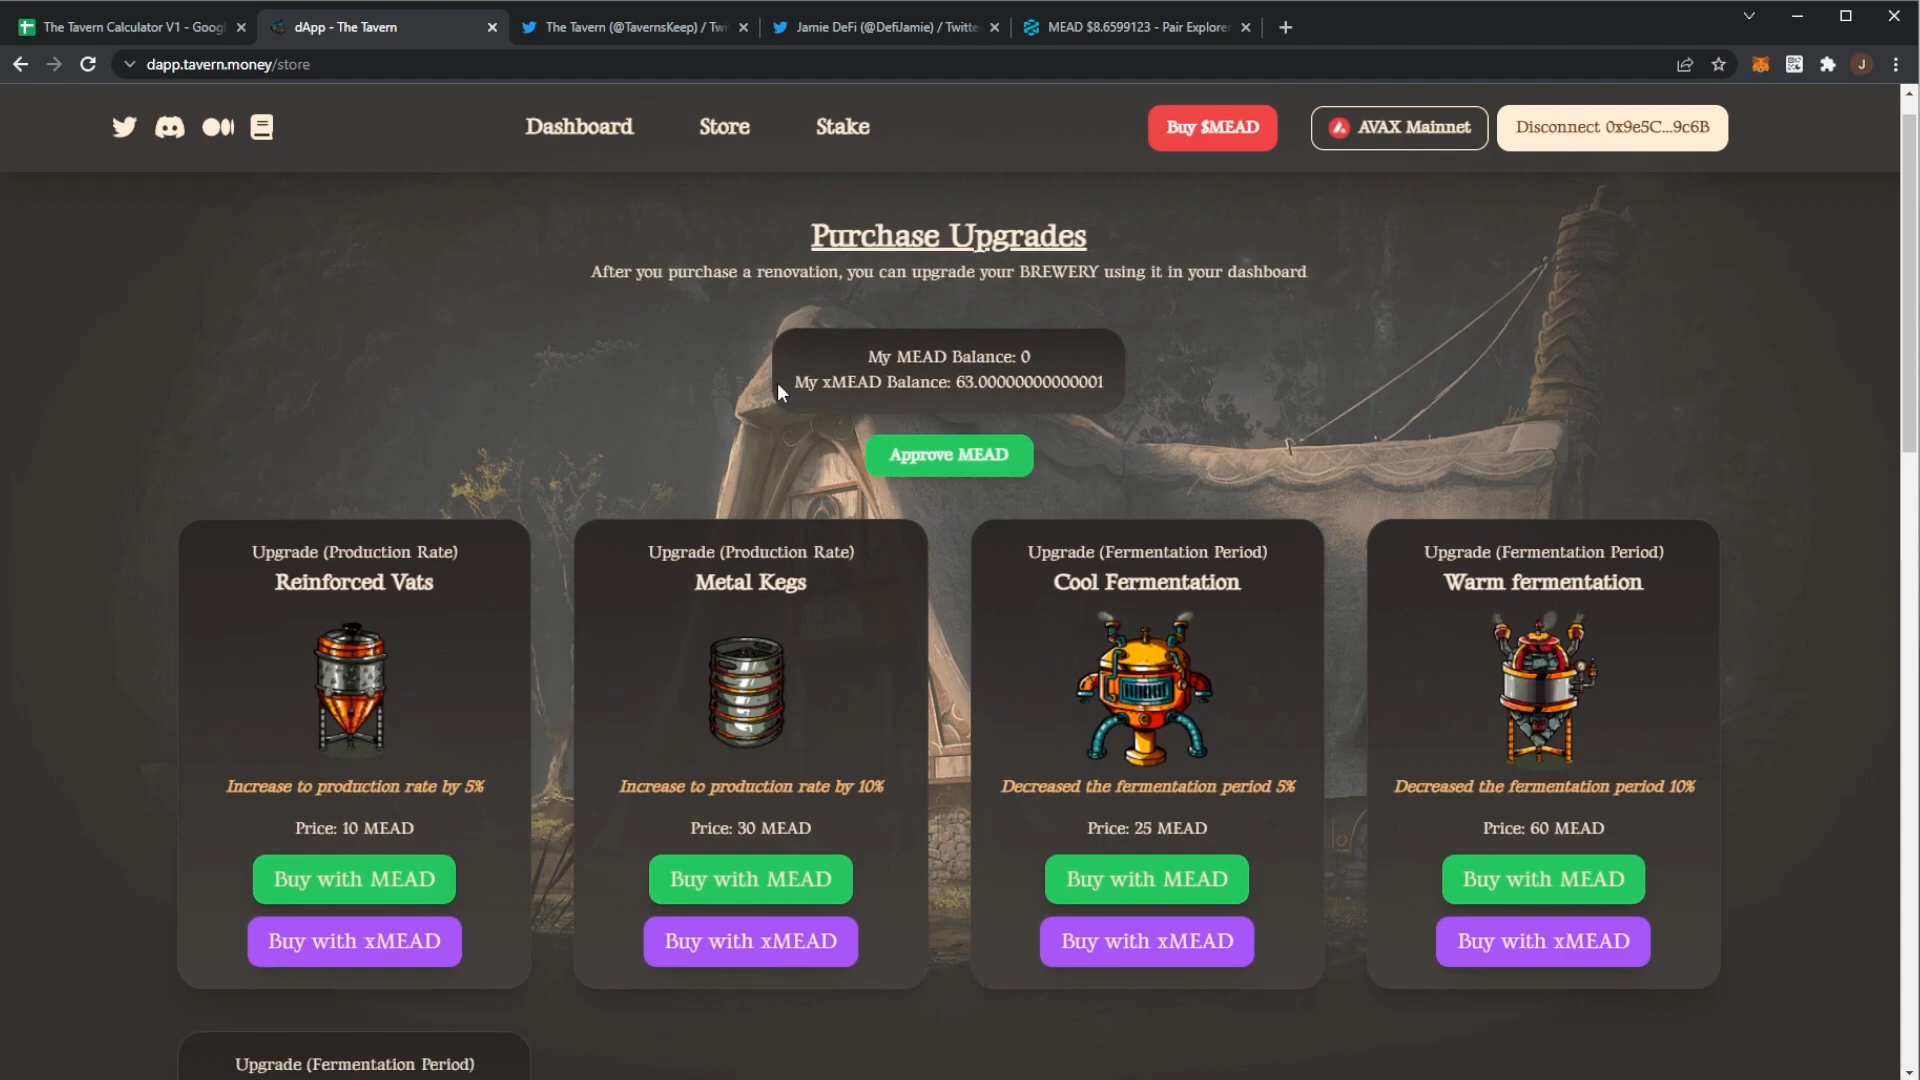 The Tavern Calculator V1 - Googl
dApp - The Tavern
The Tavern (@TavernsKeep) / Twi
Jamie DeFi (@DefiJamie) / Twitte
MEAD $8.6599123 - Pair Explorer
dapp.tavern.money/store
J
Dashboard
Store
Stake
Buy $MEAD
AVAX Mainnet
Disconnect 0x9e5C...9c6B
Purchase Upgrades
After you purchase a renovation, you can upgrade your BREWERY using it in your dashboard
My MEAD Balance: 0
My xMEAD Balance: 63.00000000000001
Approve MEAD
Upgrade (Production Rate)
Reinforced Vats
Increase to production rate by 5%
Price: 10 MEAD
Buy with MEAD
Buy with xMEAD
Upgrade (Production Rate)
Metal Kegs
Increase to production rate by 10%
Price: 30 MEAD
Buy with MEAD
Buy with xMEAD
Upgrade (Fermentation Period)
Cool Fermentation
Decreased the fermentation period 5%
Price: 25 MEAD
Buy with MEAD
Buy with xMEAD
Upgrade (Fermentation Period)
Warm fermentation
Decreased the fermentation period 10%
Price: 60 MEAD
Buy with MEAD
Buy with xMEAD
Upgrade (Fermentation Period)